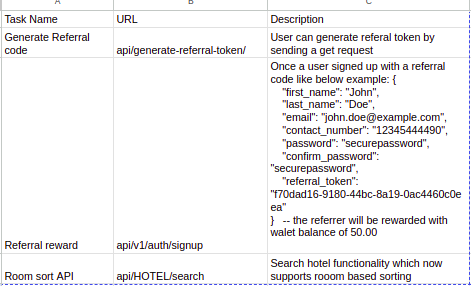 A B C
Task Name URL Description
Generate Referral code api/generate-referral-token/ User can generate referal token by sending a get request
Once a user signed up with a referral
code like below example: {
"first_name": "John",
"last_name": "Doe",
"email": "john.doe@example.com",
"contact_number": "12345444490",
"password": "securepassword",
"confirm_password":
"securepassword",
"referral_token":
"f70dad16-9180-44bc-8a19-0ac4460c0e
ea"
} -- the referrer will be rewarded with
walet balance of 50.00
Referral reward api/v1/auth/signup
Room sort API api/HOTEL/search Search hotel functionality which now supports rooom based sorting